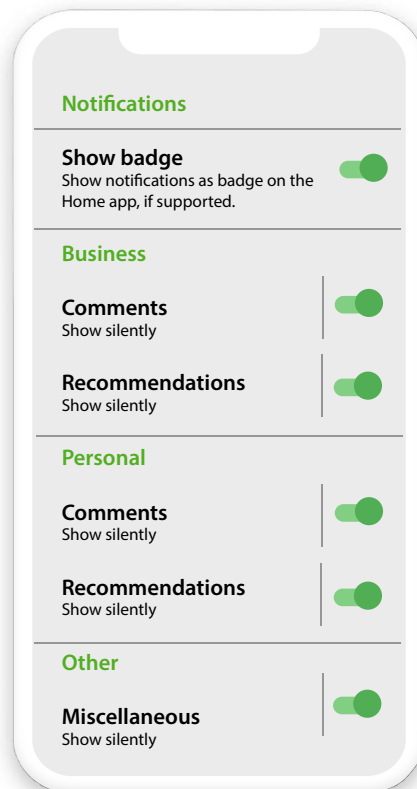 Notifications
Show badge
Show notifications as badge on the
Home app, if supported.
Business
Comments
Show silently
Recommendations
Show silently
Personal
Comments
Show silently
Recommendations
Show silently
Other
Miscellaneous
Show silently